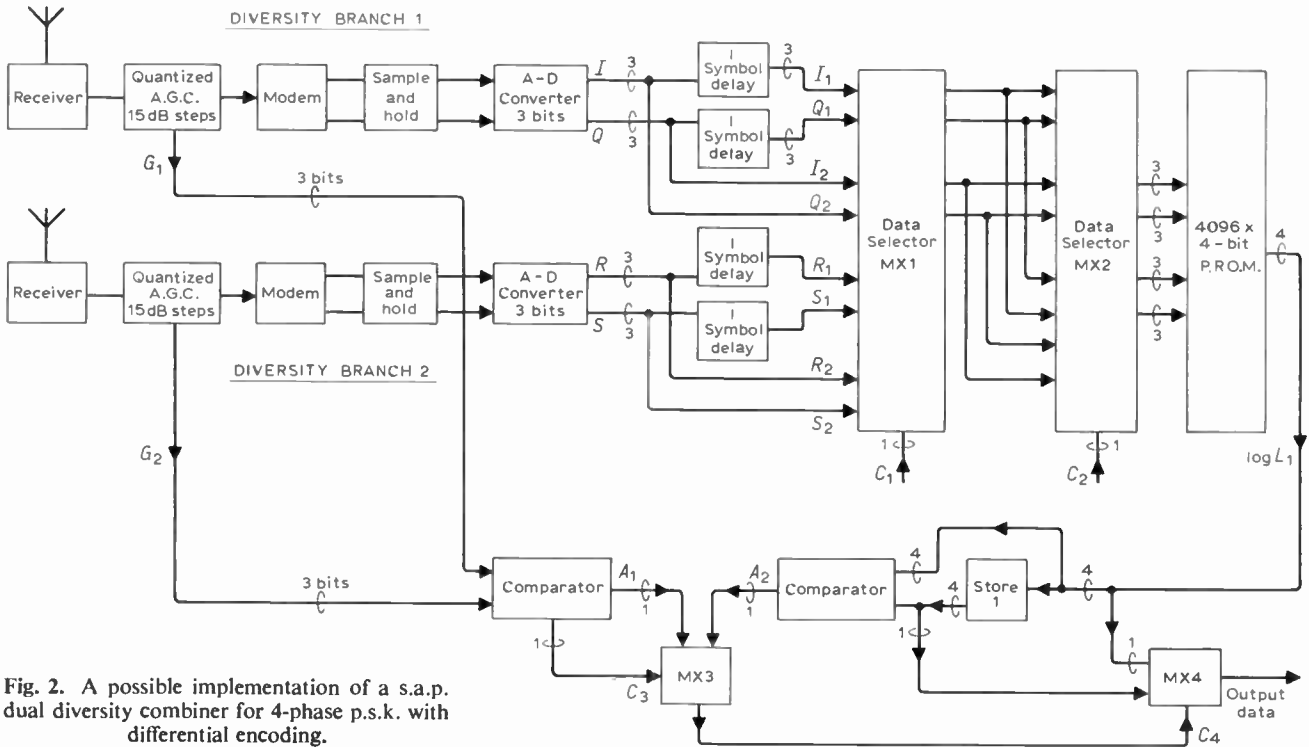 DIVERSITY BRANCH 1
Receiver
Quantized
A.G.C.
15dB steps
Modem
Sample
and
hold
A-D
Converter
3 bits
I
3
Q
3
1
Symbol
delay
3
I1
1
Symbol
delay
3
Q1
I2
Q2
G1
3 bits
Data
Selector
MX1
Data
Selector
MX2
3
3
3
3
4096 x
4-bit
P.R.O.M.
4
Receiver
Quantized
A.G.C.
15dB steps
Modem
Sample
and
hold
A-D
Converter
3 bits
R
3
S
3
1
Symbol
delay
R1
1
Symbol
delay
S1
R2
S2
DIVERSITY BRANCH 2
G2
1
C1
1
C2
log L1
3 bits
Comparator
A1
1
A2
1
Comparator
4
4
Store
1
4
1
1
C3
MX3
1
MX4
Output
data
C4
Fig. 2. A possible implementation of a s.a.p.
dual diversity combiner for 4-phase p.s.k. with
differential encoding.